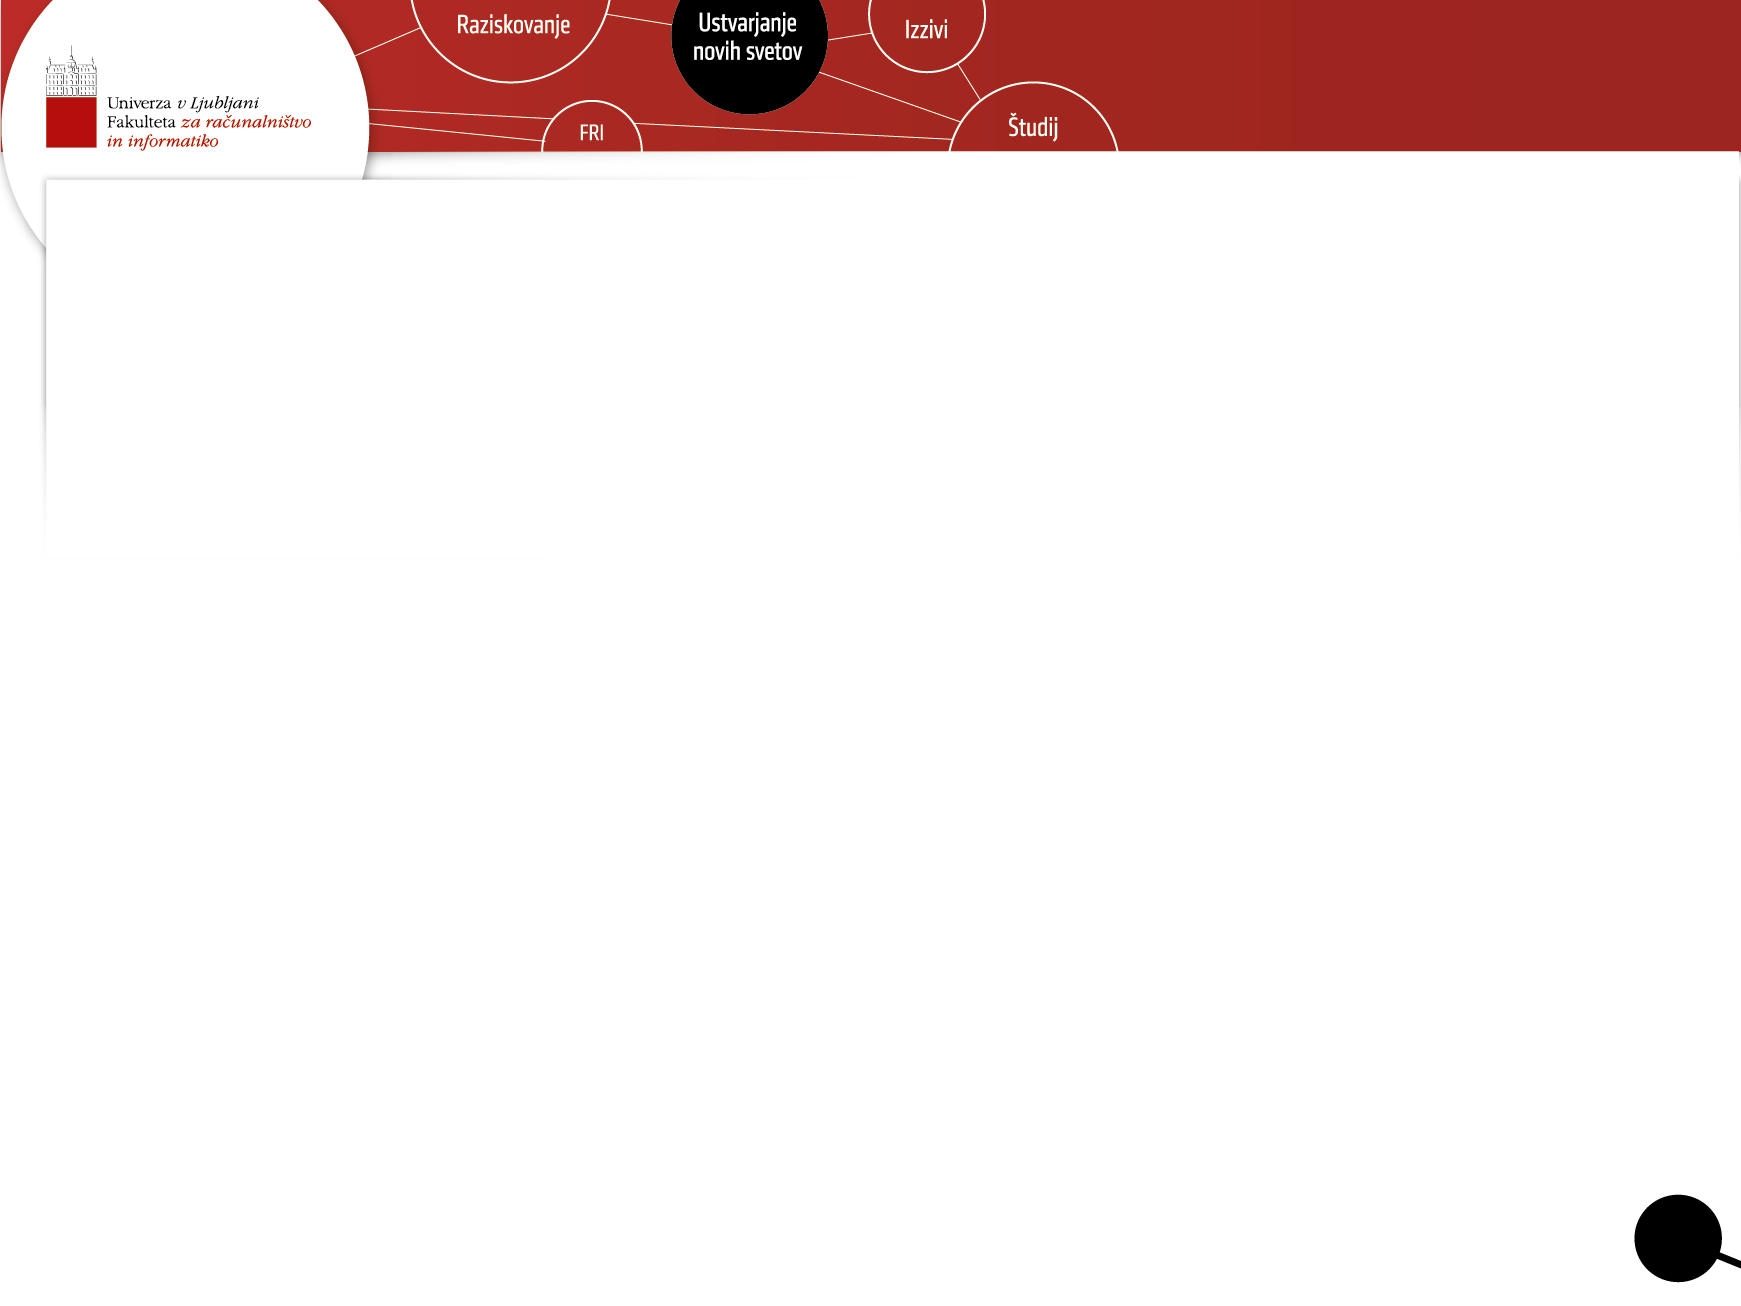 Raziskovanje
Ustvarjanje
novih svetov
Izzivi
Univerza v Ljubljani
Fakulteta za računalništvo
in informatiko
FRI
Študij